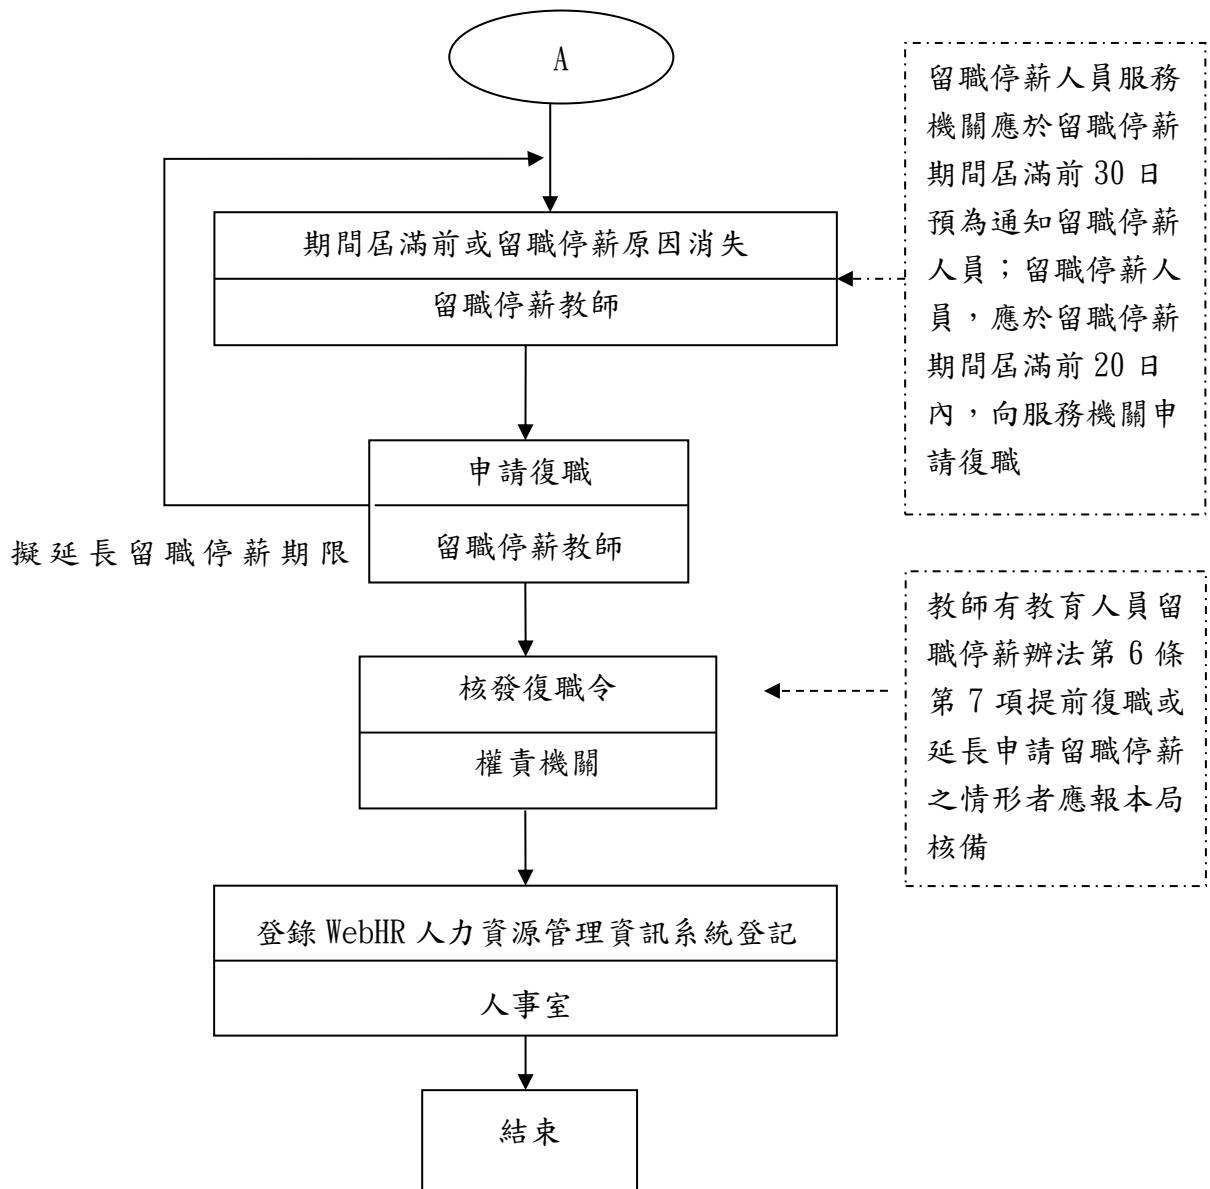 A
留職停薪人員服務
機關應於留職停薪
期間屆滿前 30 日
預為通知留職停薪
人員；留職停薪人
員，應於留職停薪
期間屆滿前 20 日
內，向服務機關申
請復職
期間屆滿前或留職停薪原因消失
留職停薪教師
申請復職
留職停薪教師
擬延長留職停薪期限
教師有教育人員留
職停薪辦法第 6 條
第 7 項提前復職或
延長申請留職停薪
之情形者應報本局
核備
核發復職令
權責機關
登錄 WebHR 人力資源管理資訊系統登記
人事室
結束